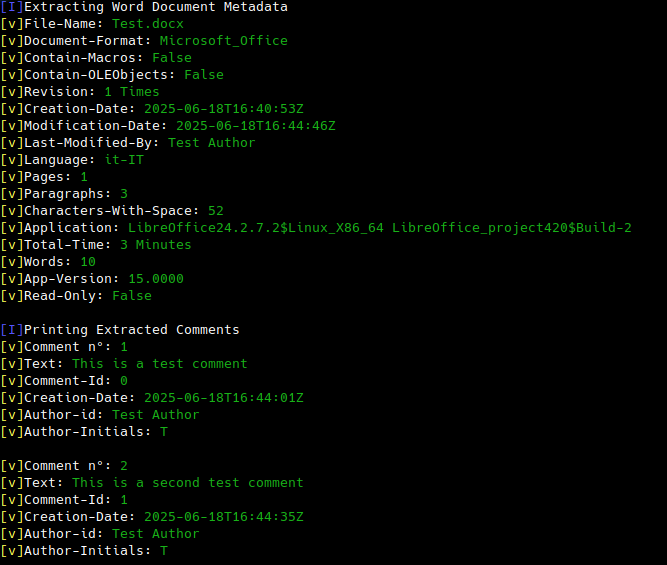 [I]Extracting Word Document Metadata
[v]File-Name: Test.docx
[v]Document-Format: Microsoft_Office
[v]Contain-Macros: False
[v]Contain-OLEObjects: False
[v]Revision: 1 Times
[v]Creation-Date: 2025-06-18T16:40:53Z
[v]Modification-Date: 2025-06-18T16:44:46Z
[v]Last-Modified-By: Test Author
[v]Language: it-IT
[v]Pages: 1
[v]Paragraphs: 3
[v]Characters-With-Space: 52
[v]Application: LibreOffice24.2.7.2$Linux_X86_64 LibreOffice_project420$Build-2
[v]Total-Time: 3 Minutes
[v]Words: 10
[v]App-Version: 15.0000
[v]Read-Only: False
[I]Printing Extracted Comments
[v]Comment n°: 1
[v]Text: This is a test comment
[v]Comment-Id: 0
[v]Creation-Date: 2025-06-18T16:44:01Z
[v]Author-id: Test Author
[v]Author-Initials: T
[v]Comment n°: 2
[v]Text: This is a second test comment
[v]Comment-Id: 1
[v]Creation-Date: 2025-06-18T16:44:35Z
[v]Author-id: Test Author
[v]Author-Initials: T